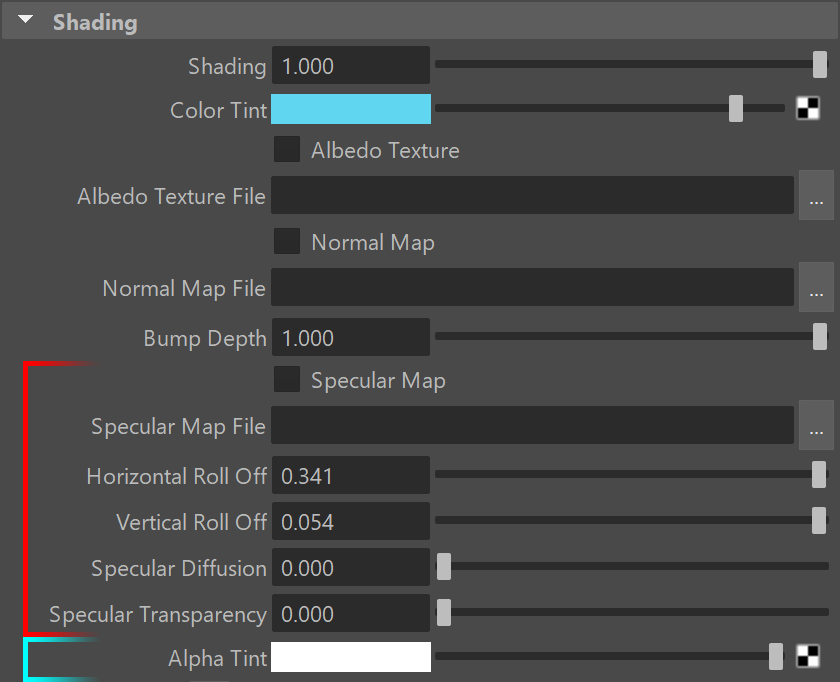 Shading
Shading 1.000
Color Tint
Albedo Texture
Albedo Texture File ...
Normal Map
Normal Map File ...
Bump Depth 1.000
Specular Map
Specular Map File ...
Horizontal Roll Off 0.341
Vertical Roll Off 0.054
Specular Diffusion 0.000
Specular Transparency 0.000
Alpha Tint